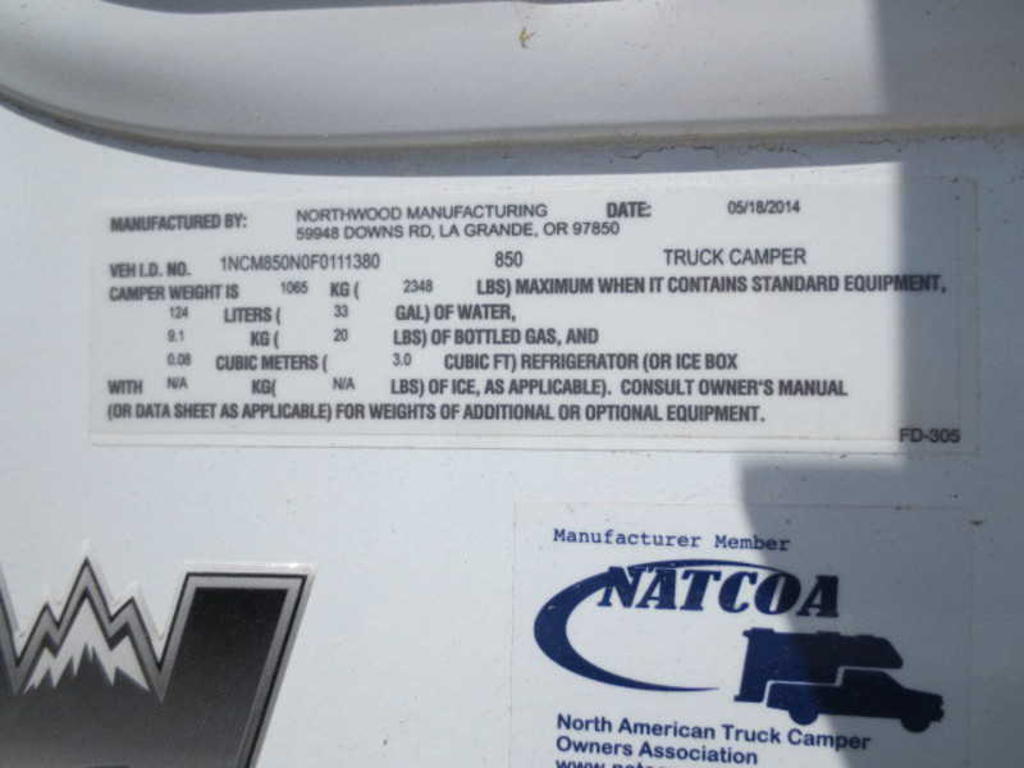 MANUFACTURED BY: NORTHWOOD MANUFACTURING DATE: 05/18/2014
59948 DOWNS RD, LA GRANDE, OR 97850
VEH I.D. NO. 1NCM850N0F0111380 850 TRUCK CAMPER
CAMPER WEIGHT IS 1065 KG ( 2348 LBS) MAXIMUM WHEN IT CONTAINS STANDARD EQUIPMENT,
124 LITERS ( 33 GAL) OF WATER,
9.1 KG ( 20 LBS) OF BOTTLED GAS, AND
0.08 CUBIC METERS ( 3.0 CUBIC FT) REFRIGERATOR (OR ICE BOX
WITH N/A KG( N/A LBS) OF ICE, AS APPLICABLE). CONSULT OWNER'S MANUAL
(OR DATA SHEET AS APPLICABLE) FOR WEIGHTS OF ADDITIONAL OR OPTIONAL EQUIPMENT.
FD-305
Manufacturer Member
NATCOA
North American Truck Camper
Owners Association